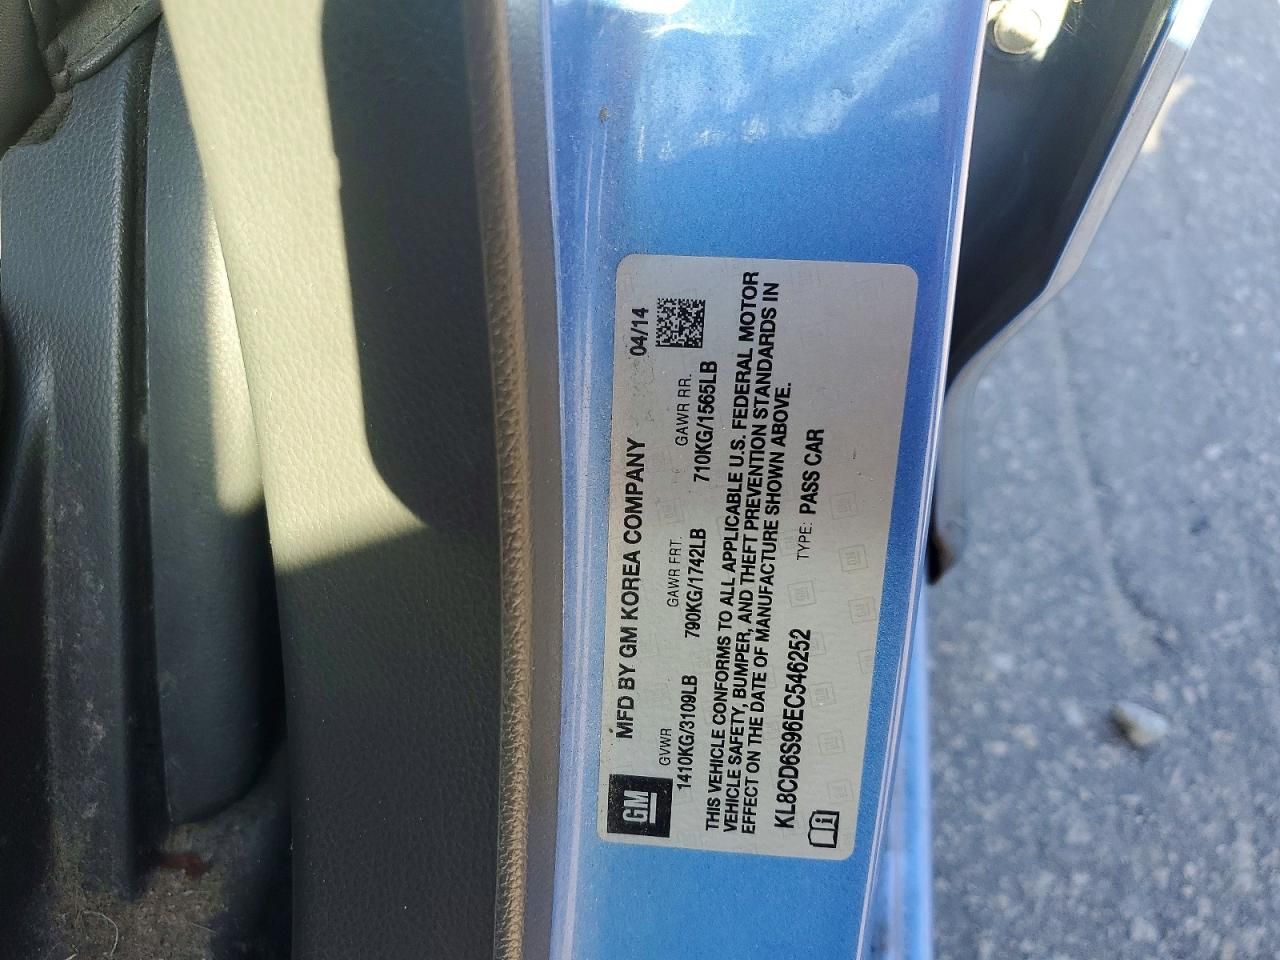 GM
MFD BY GM KOREA COMPANY 04/14
GVWR GAWR FRT. GAWR RR.
1410KG/3109LB 790KG/1742LB 710KG/1565LB
THIS VEHICLE CONFORMS TO ALL APPLICABLE U.S. FEDERAL MOTOR
VEHICLE SAFETY, BUMPER, AND THEFT PREVENTION STANDARDS IN
EFFECT ON THE DATE OF MANUFACTURE SHOWN ABOVE.
KL8CD6S96EC546252 TYPE: PASS CAR